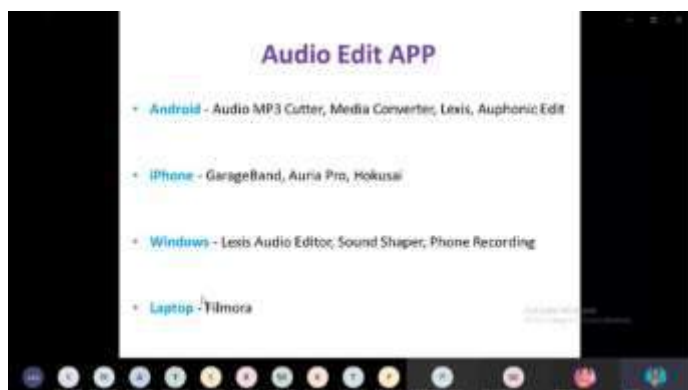 Audio Edit APP
• Android - Audio MP3 Cutter, Media Converter, Lexis, Auphonic Edit
• iPhone - GarageBand, Auria Pro, Hokusai
• Windows - Lexis Audio Editor, Sound Shaper, Phone Recording
• Laptop - Filmora